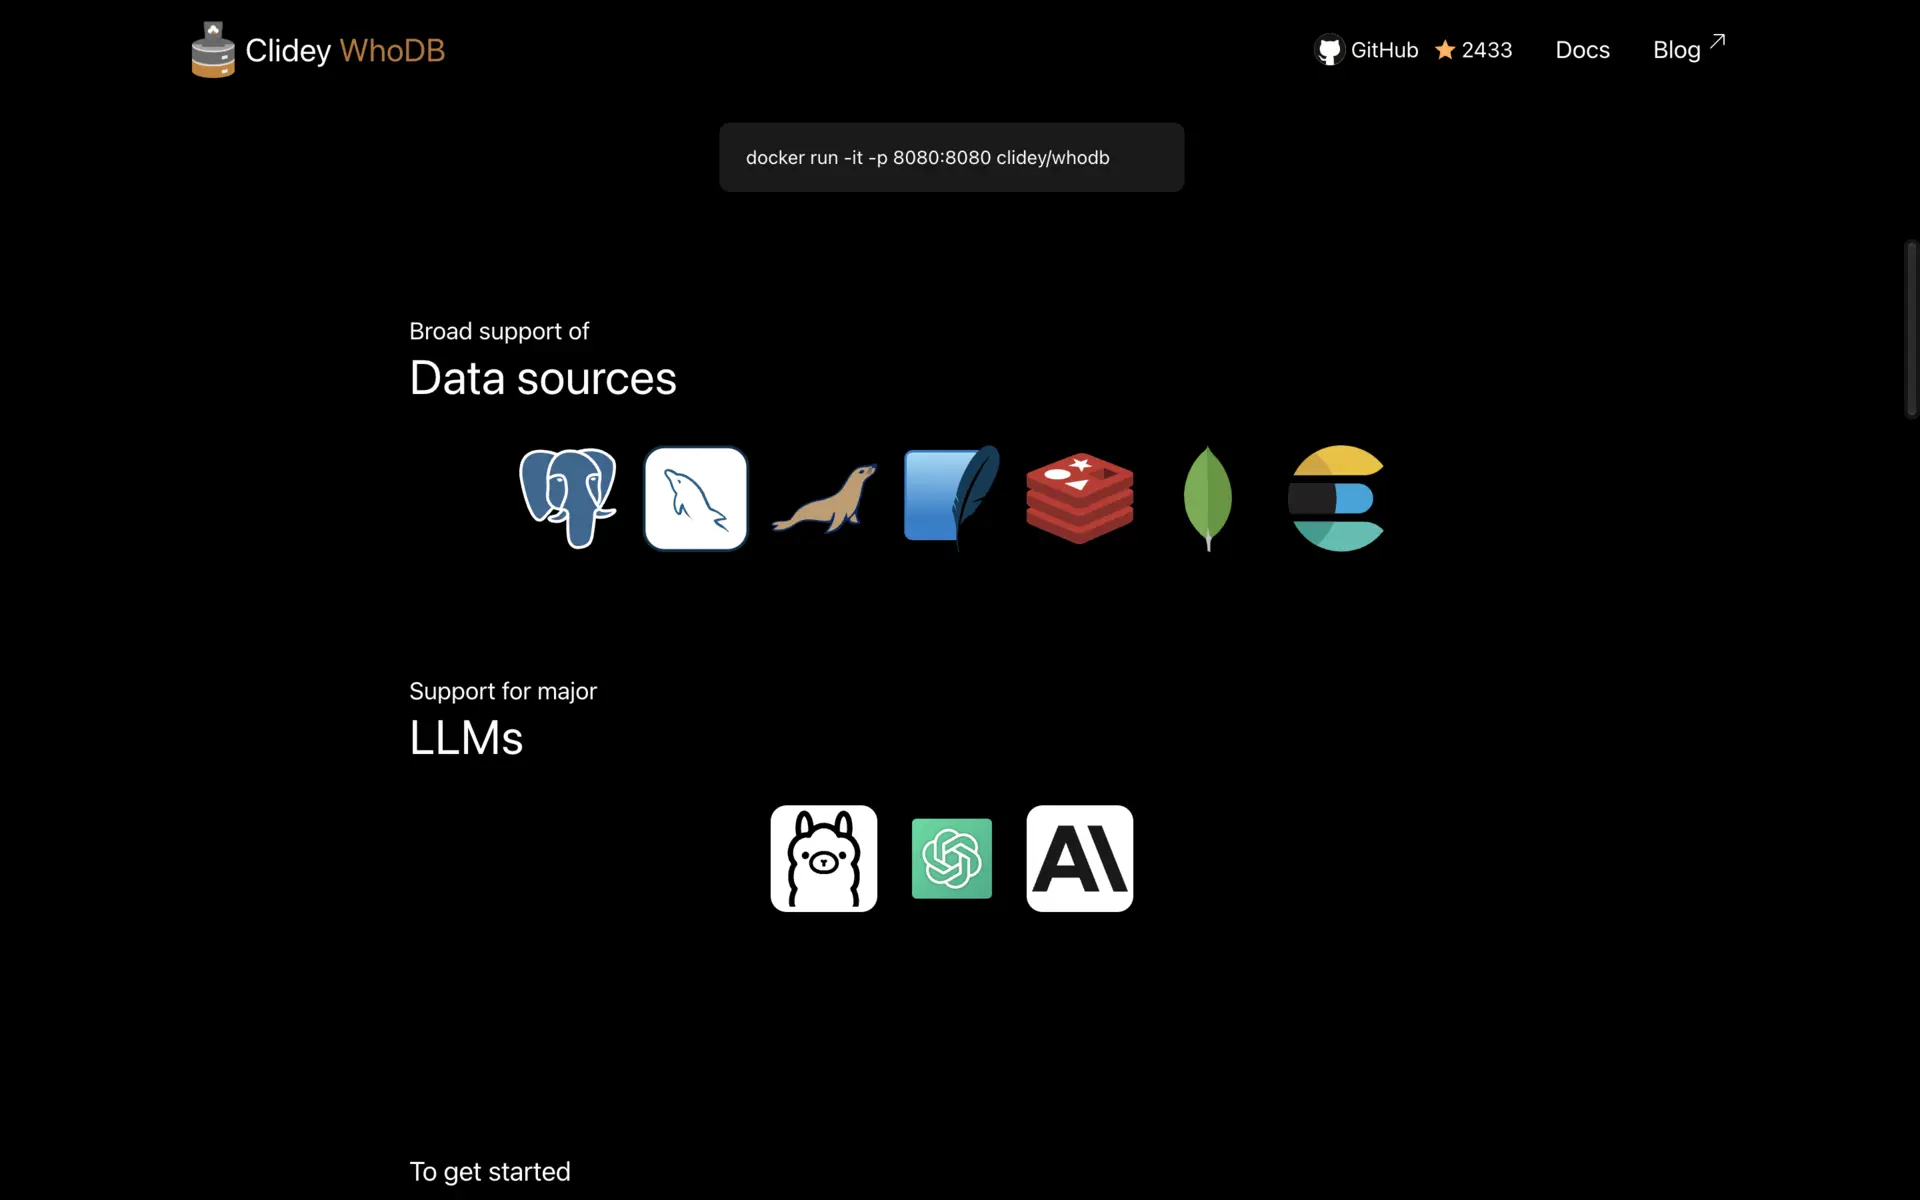 Clidey WhoDB
GitHub 2433 Docs Blog
docker run -it -p 8080:8080 clidey/whodb
Broad support of
Data sources
Support for major
LLMs
AI
To get started